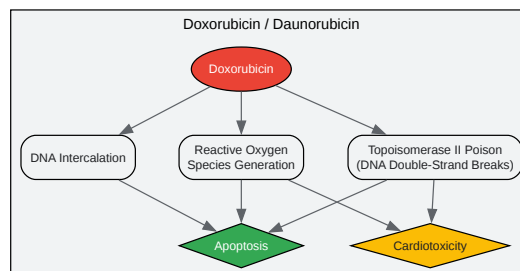 Doxorubicin / Daunorubicin
Doxorubicin
DNA Intercalation
Reactive Oxygen
Species Generation
Topoisomerase II Poison
(DNA Double-Strand Breaks)
Apoptosis
Cardiotoxicity